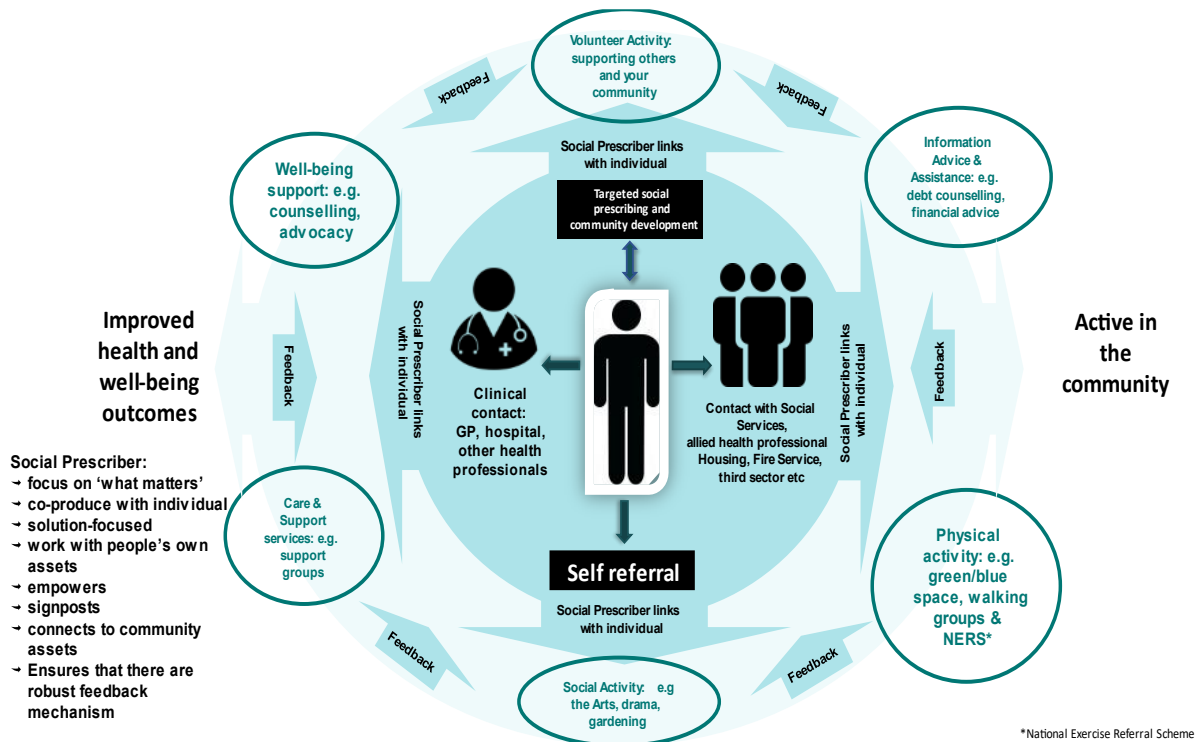 Volunteer Activity:
supporting others
and your
community
Feedback
Feedback
Well-being
support: e.g.
counselling,
advocacy
Social Prescriber links
with individual
Targeted social
prescribing and
community development
Information
Advice &
Assistance: e.g.
debt counselling,
financial advice
Improved
health and
well-being
outcomes
Feedback
Social Prescriber links
with individual
Clinical
contact:
GP, hospital,
other health
professionals
Contact with Social
Services,
allied health professional
Housing, Fire Service,
third sector etc
Social Prescriber links
with individual
Feedback
Active in
the
community
Social Prescriber:
focus on ‘what matters’
co-produce with individual
solution-focused
work with people’s own
assets
empowers
signposts
connects to community
assets
Ensures that there are
robust feedback
mechanism
Care &
Support
services: e.g.
support
groups
Self referral
Social Prescriber links
with individual
Physical
activity: e.g.
green/blue
space, walking
groups &
NERS*
Feedback
Feedback
Social Activity: e.g
the Arts, drama,
gardening
*National Exercise Referral Scheme